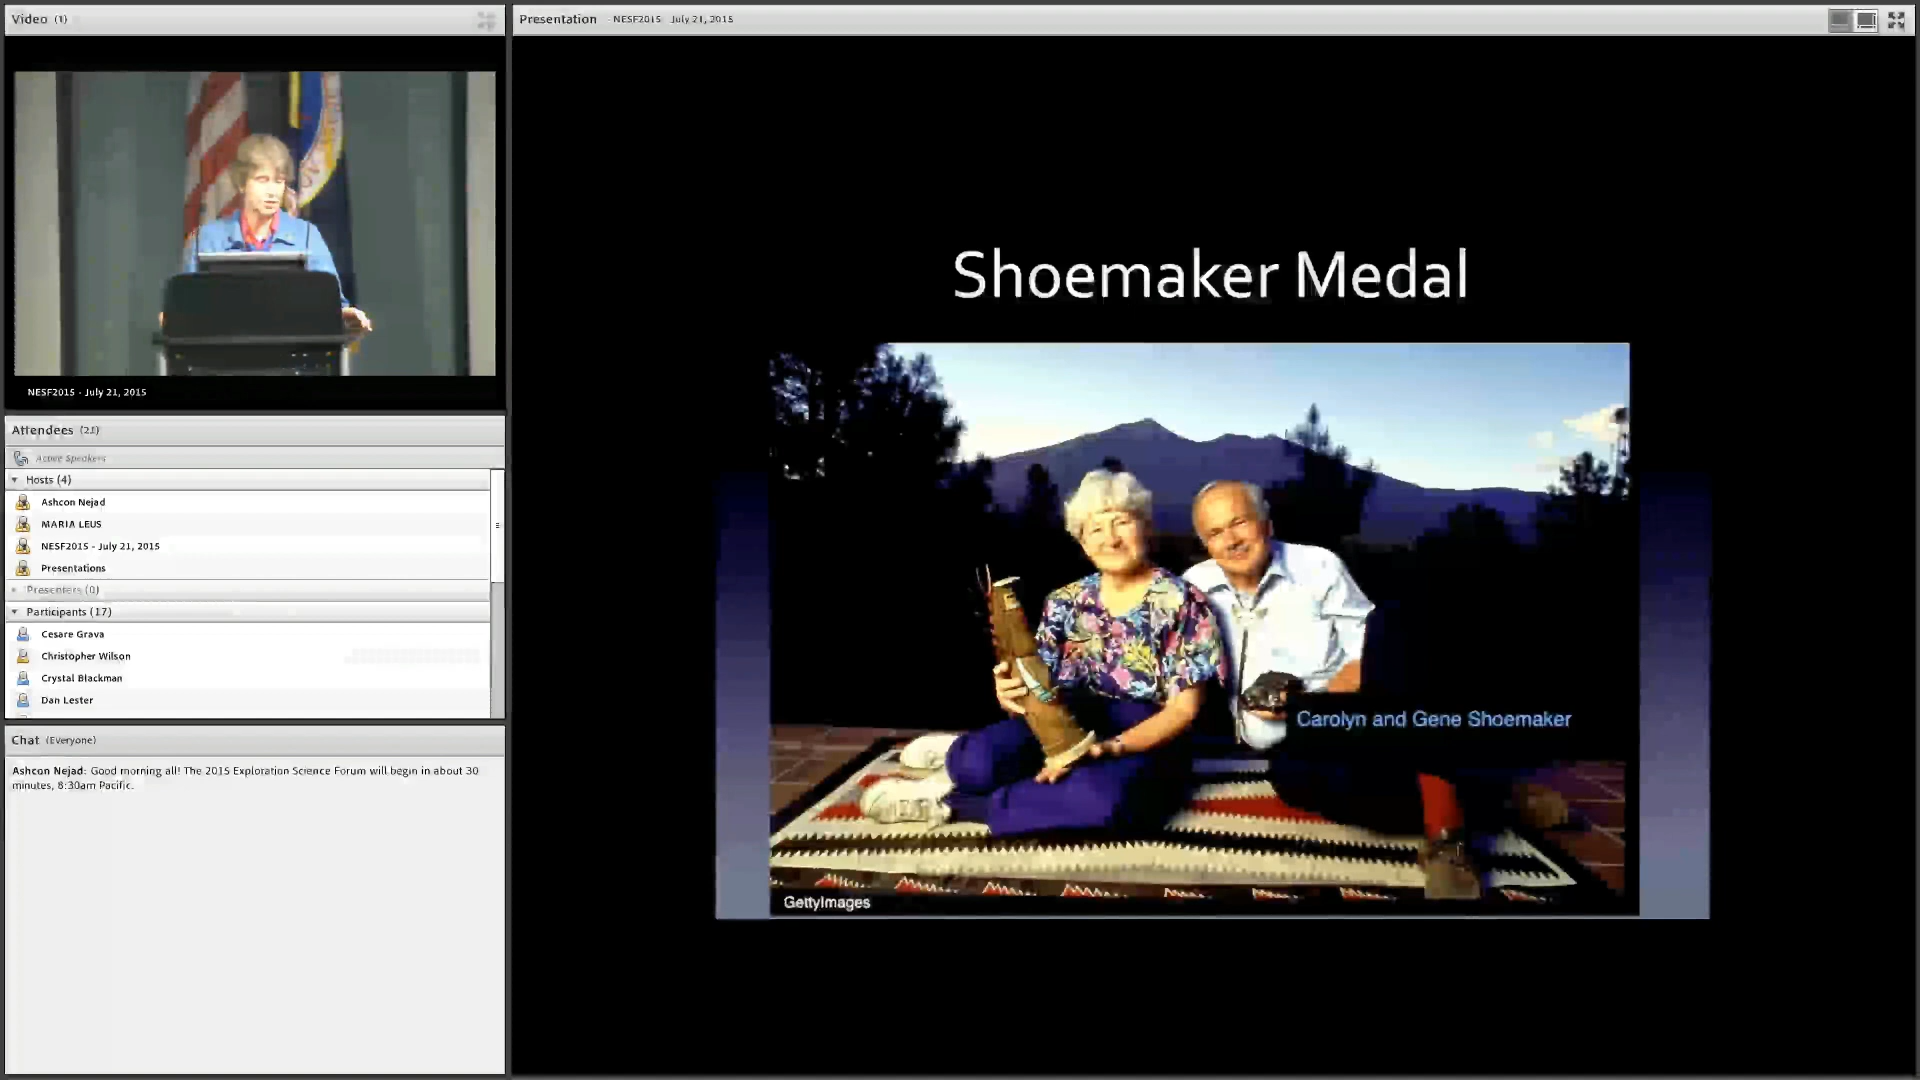 Video (1)
NESF2015 - July 21, 2015
Attendees (21)
Active Speakers
Hosts (4)
Ashcon Nejad
MARIA LEUS
NESF2015 - July 21, 2015
Presentations
Presenters (0)
Participants (17)
Cesare Grava
Christopher Wilson
Crystal Blackman
Dan Lester
Chat (Everyone)
Ashcon Nejad: Good morning all! The 2015 Exploration Science Forum will begin in about 30
minutes, 8:30am Pacific.
Presentation - NESF2015 July 21, 2015
Shoemaker Medal
Carolyn and Gene Shoemaker
GettyImages